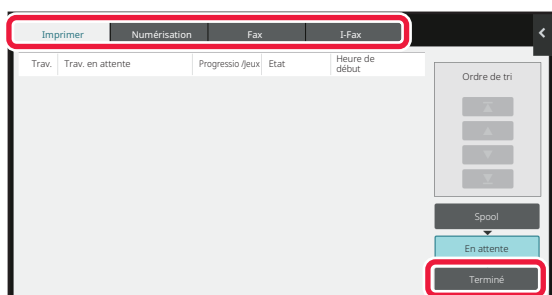 Imprimer Numérisation Fax I-Fax
Trav. Trav. en attente Progressio /Jeux Etat Heure de
début
Ordre de tri
Spool
En attente
Terminé